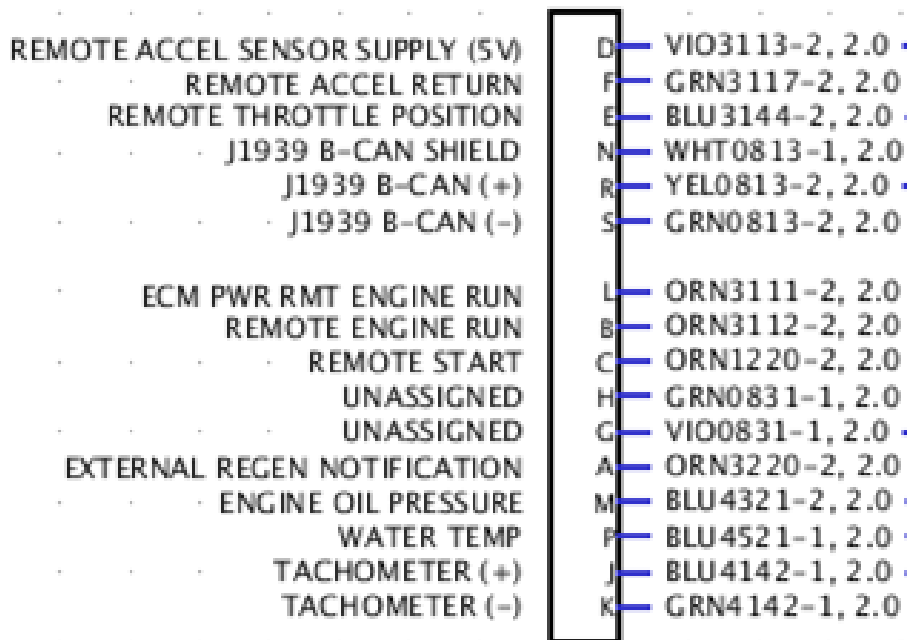 REMOTE ACCEL SENSOR SUPPLY (5V) D VIO3113-2, 2.0
REMOTE ACCEL RETURN F GRN3117-2, 2.0
REMOTE THROTTLE POSITION E BLU3144-2, 2.0
J1939 B-CAN SHIELD N WHT0813-1, 2.0
J1939 B-CAN (+) R YEL0813-2, 2.0
J1939 B-CAN (-) S GRN0813-2, 2.0
ECM PWR RMT ENGINE RUN L ORN3111-2, 2.0
REMOTE ENGINE RUN B ORN3112-2, 2.0
REMOTE START C ORN1220-2, 2.0
UNASSIGNED H GRN0831-1, 2.0
UNASSIGNED G VIO0831-1, 2.0
EXTERNAL REGEN NOTIFICATION A ORN3220-2, 2.0
ENGINE OIL PRESSURE M BLU4321-2, 2.0
WATER TEMP P BLU4521-1, 2.0
TACHOMETER (+) J BLU4142-1, 2.0
TACHOMETER (-) K GRN4142-1, 2.0